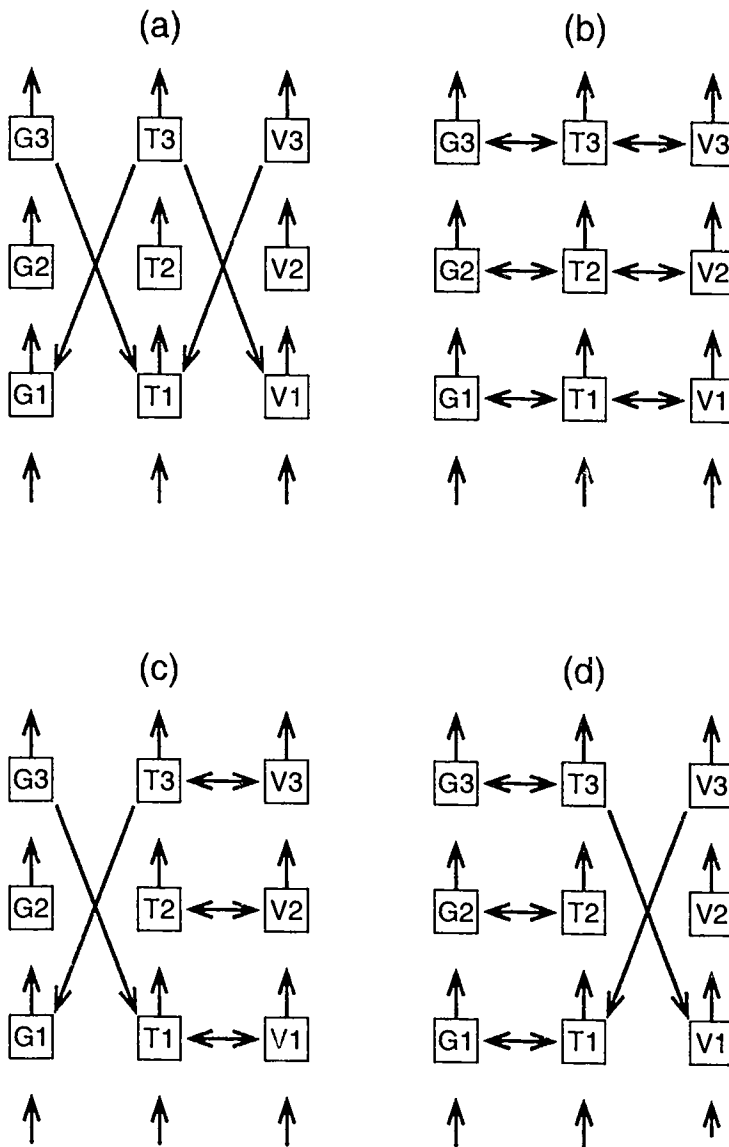 (a)
G3 T3 V3
G2 T2 V2
G1 T1 V1
(b)
G3 T3 V3
G2 T2 V2
G1 T1 V1
(c)
G3 T3 V3
G2 T2 V2
G1 T1 V1
(d)
G3 T3 V3
G2 T2 V2
G1 T1 V1